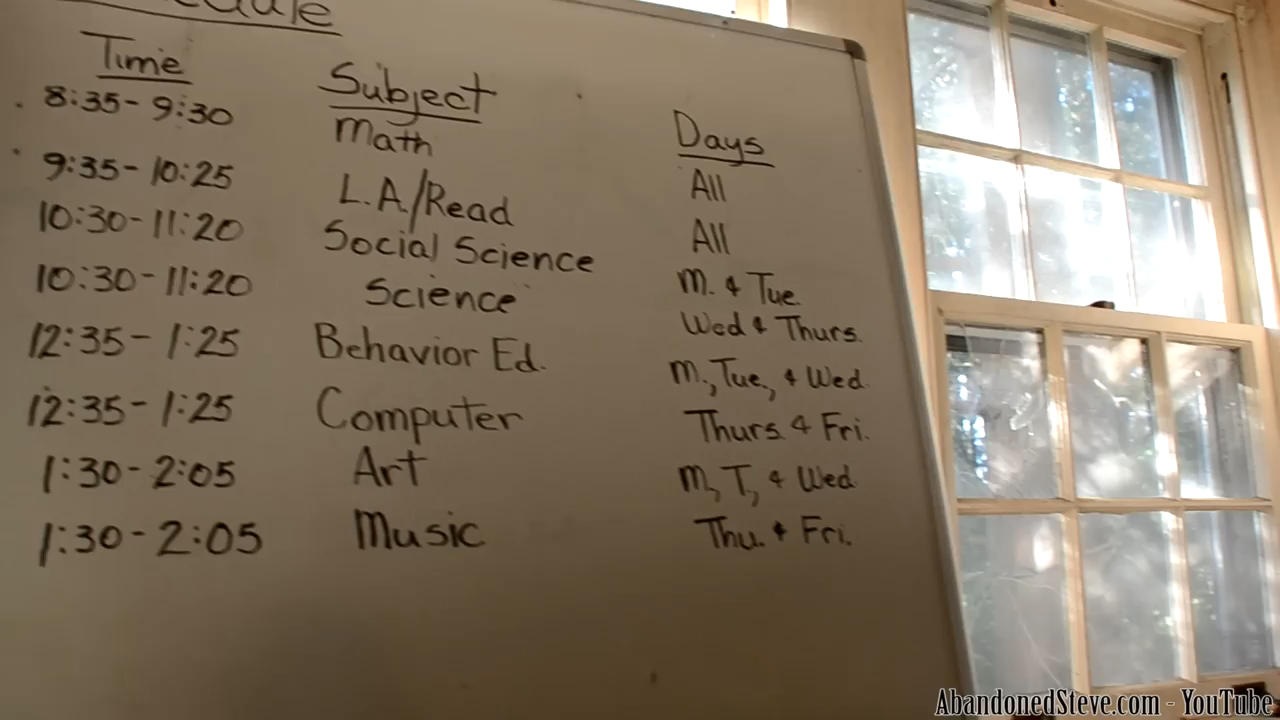 Time Subject Days
8:35-9:30 Math All
9:35-10:25 L.A./Read All
10:30-11:20 Social Science M. & Tue.
10:30-11:20 Science Wed & Thurs.
12:35-1:25 Behavior Ed. M., Tue., & Wed.
12:35-1:25 Computer Thurs. & Fri.
1:30-2:05 Art M, T, & Wed
1:30-2:05 Music Thu. & Fri.
AbandonedSteve.com - YouTube